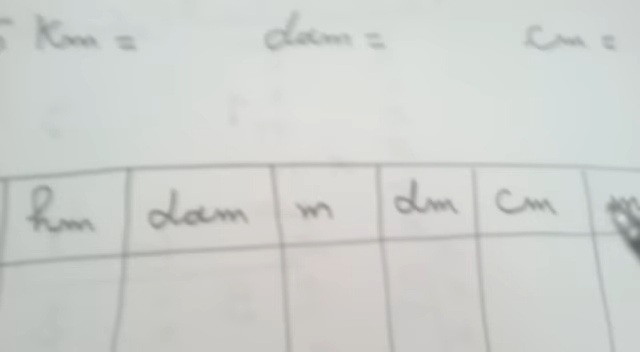 Km = dam = cm =
hm dam m dm cm